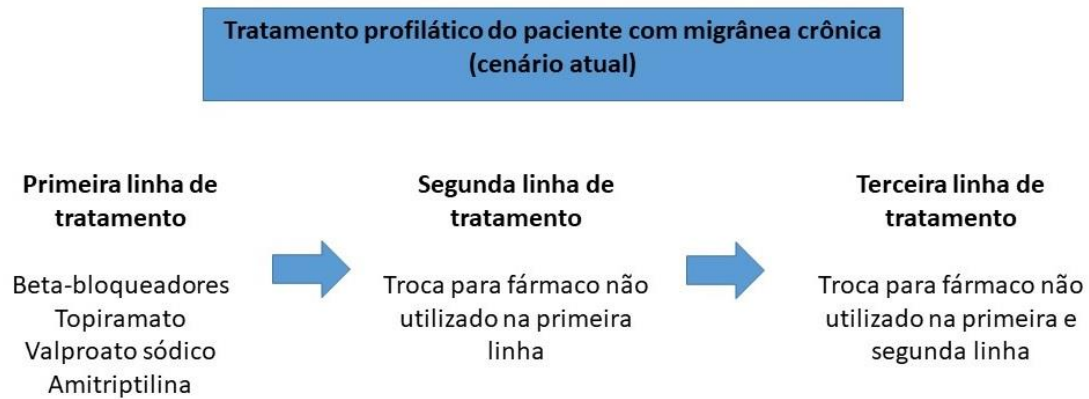 Tratamento profilático do paciente com migrânea crônica
(cenário atual)
Primeira linha de
tratamento
Beta-bloqueadores
Topiramato
Valproato sódico
Amitriptilina
Segunda linha de
tratamento
Troca para fármaco não
utilizado na primeira
linha
Terceira linha de
tratamento
Troca para fármaco não
utilizado na primeira e
segunda linha